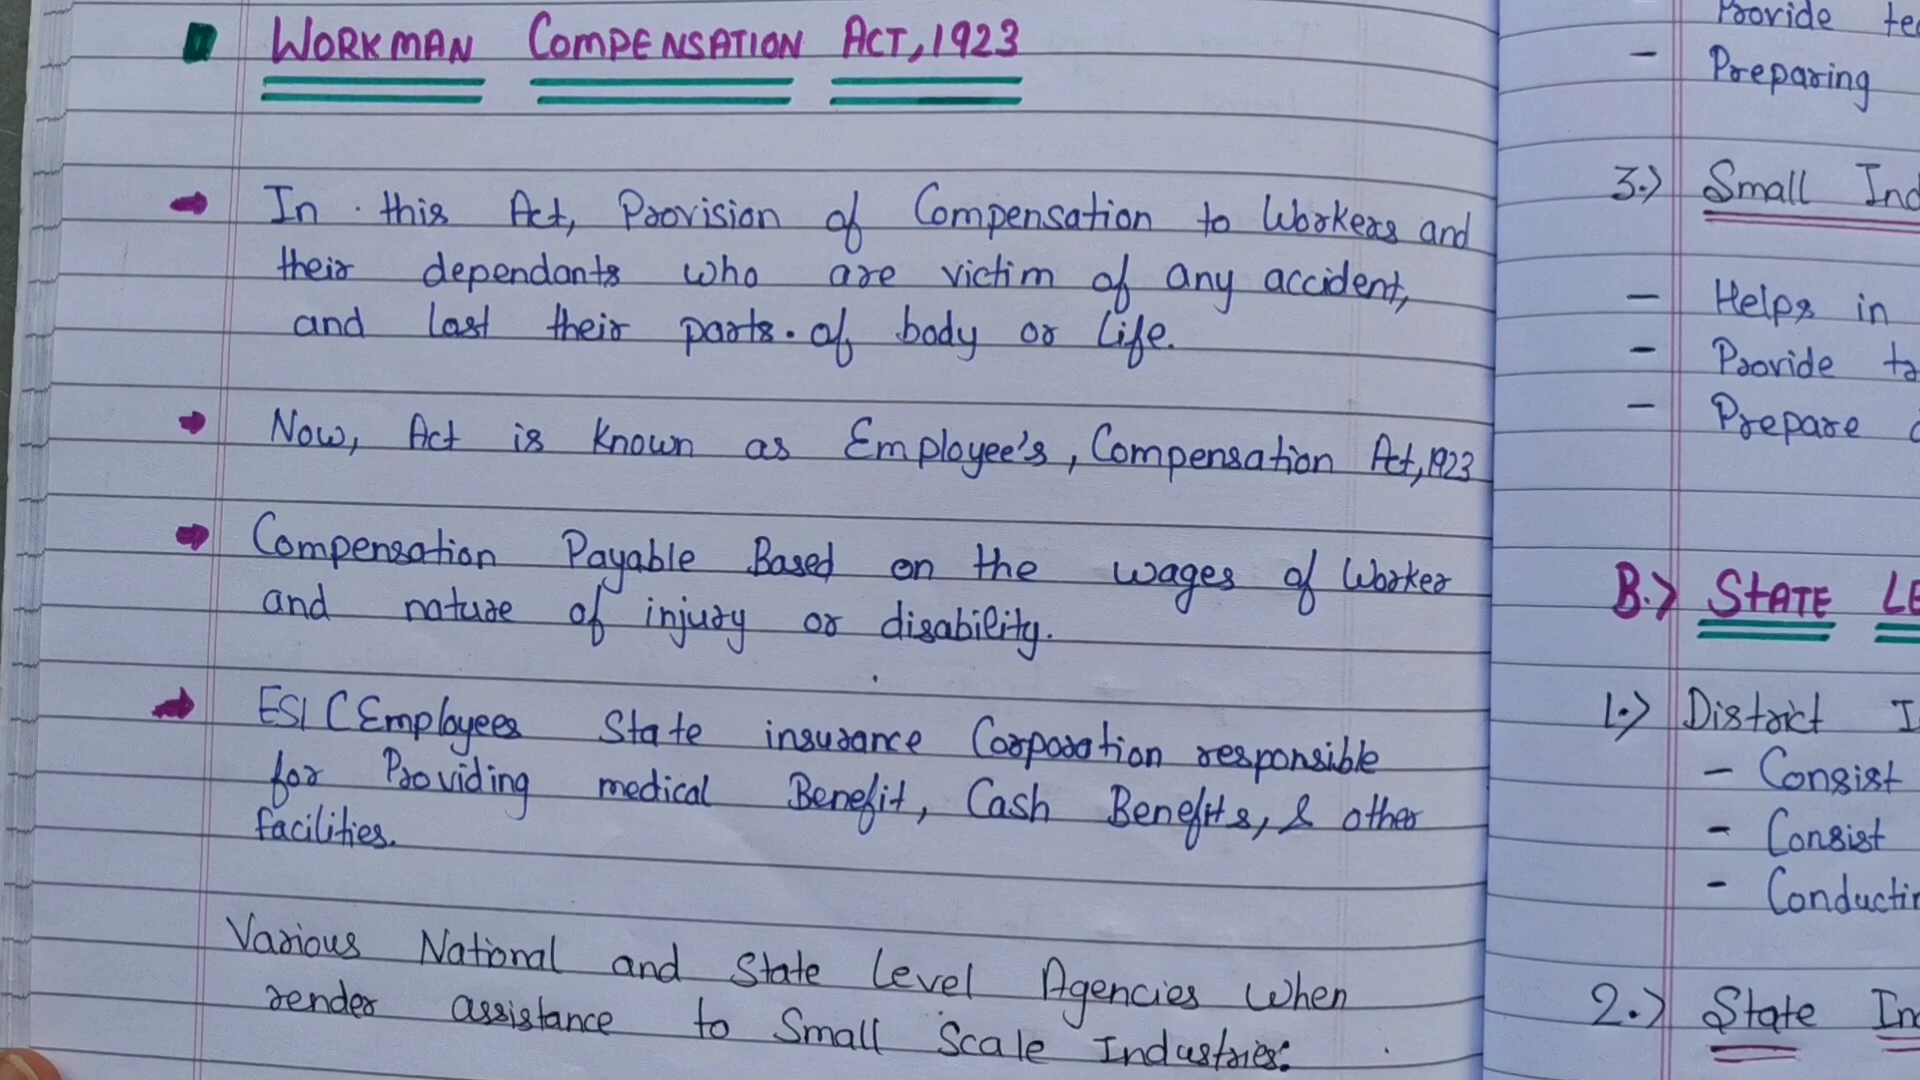 WORKMAN COMPENSATION ACT, 1923
In this Act, Provision of Compensation to Workers and
their dependants who are victim of any accident,
and last their parts. of body or life.
Now, Act is known as Employee's, Compensation Act, 1923
Compensation Payable Based on the wages of Worker
and nature of injury or disability.
ESI CEmployees State insurance Corporation responsible
for Providing medical Benefit, Cash Benefits, & other
facilities.
Various National and State Level Agencies When
render assistance to Small Scale Industries:
Provide
- Preparing
3.) Small
- Helps in
- Provide
- Prepare
B.) STATE
1.) District
- Consist
- Consist
-
2.) State